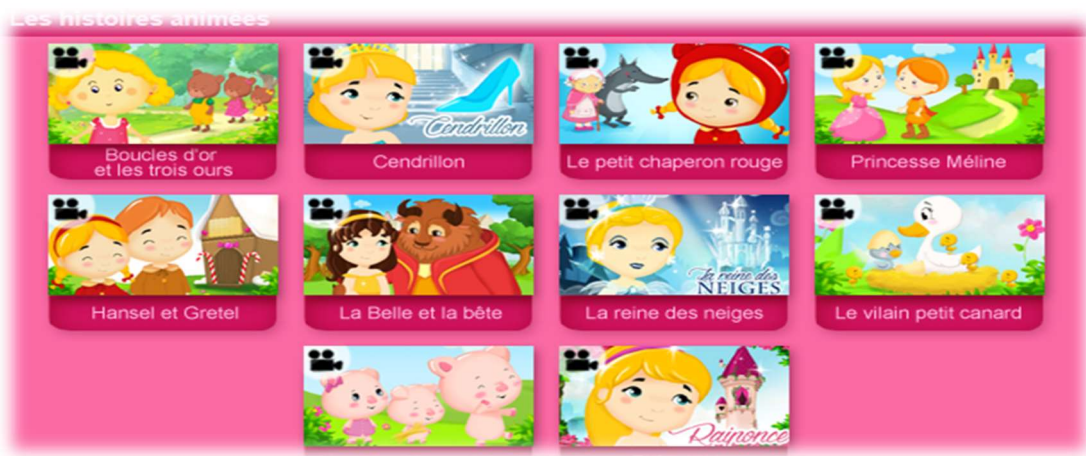 Les histoires animées
Cendrillon
Boucles d'or
et les trois ours
Cendrillon
Le petit chaperon rouge
Princesse Méline
la reine des
NEIGES
Hansel et Gretel
La Belle et la bête
La reine des neiges
Le vilain petit canard
Raiponce